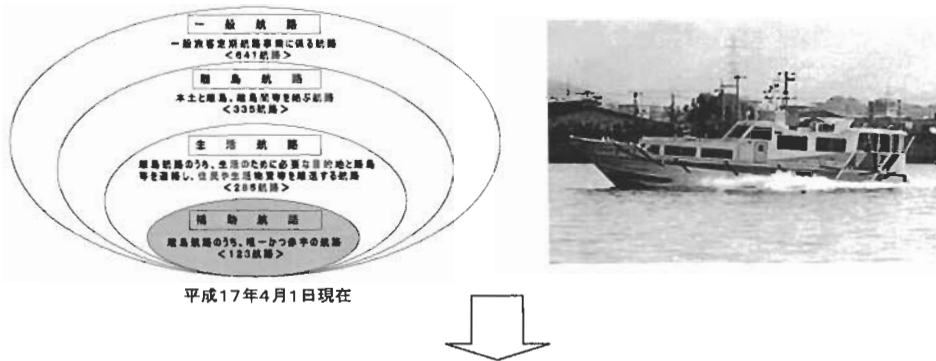 一般航路
一般旅客定期航路事業に係る航路
<641航路>
離島航路
本土と離島、離島間等を結ぶ航路
<335航路>
生活航路
離島航路のうち、生活のために必要な目的地と離島
等を連絡し、住民や生活物資等を輸送する航路
航路>
補助航路
離島航路のうち、唯一かつ赤字の航路
<123航路>
平成17年4月1日現在